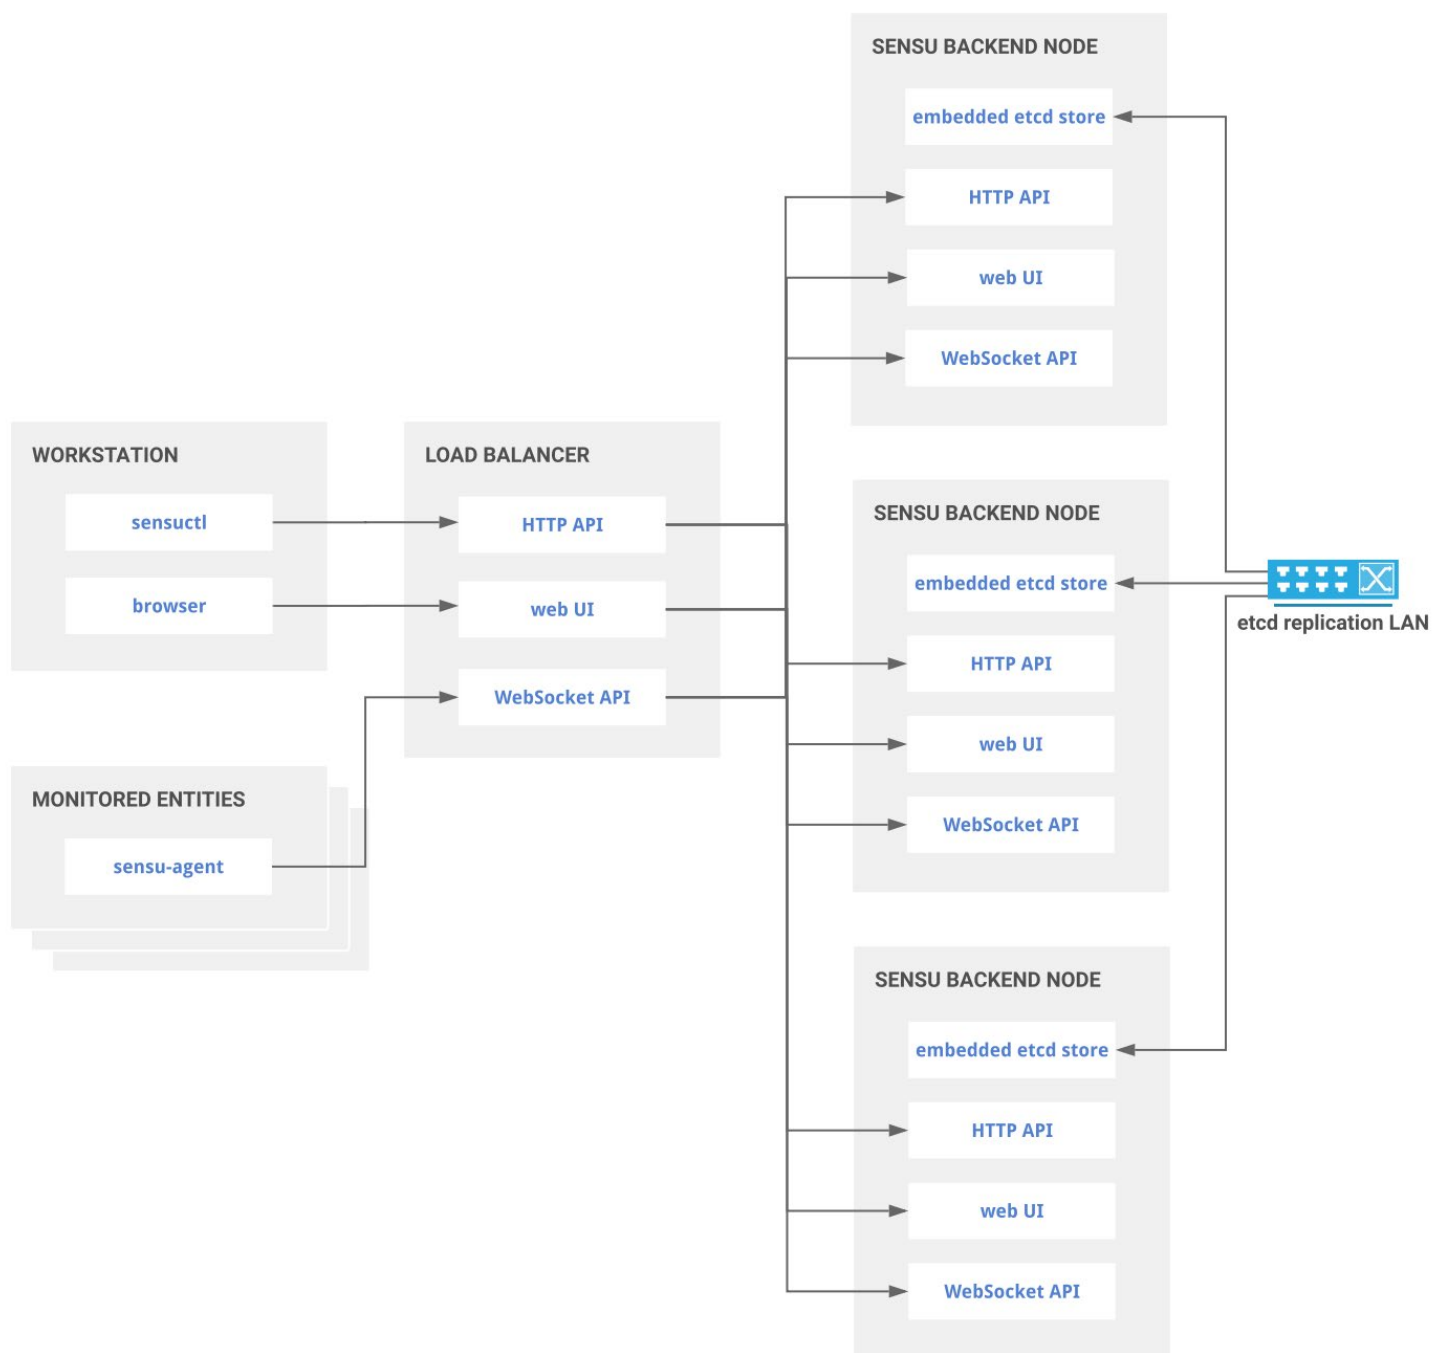 WORKSTATION
sensuctl
browser
MONITORED ENTITIES
sensu-agent
LOAD BALANCER
HTTP API
web UI
WebSocket API
SENSU BACKEND NODE
embedded etcd store
HTTP API
web UI
WebSocket API
SENSU BACKEND NODE
embedded etcd store
HTTP API
web UI
WebSocket API
SENSU BACKEND NODE
embedded etcd store
HTTP API
web UI
WebSocket API
etcd replication LAN